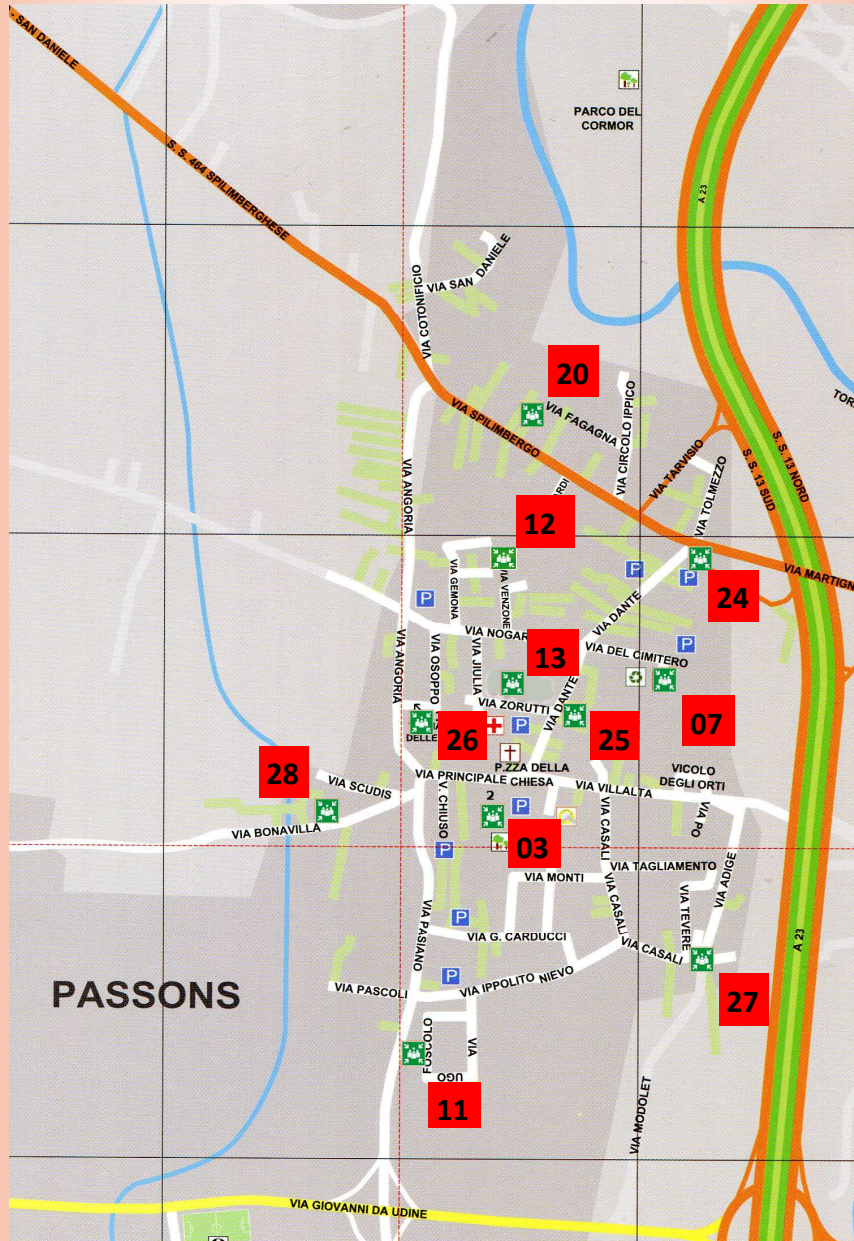 - SAN DANIELE
S. S. 464 SPILIMBERGHESE
PARCO DEL
CORMOR
A 23
VIA SAN DANIELE
VIA COTONIFICIO
20
VIA FAGAGNA
VIA CIRCOLO IPPICO
VIA SPILIMBERGO
VIA TARVISIO
VIA TOLMEZZO
S. S. 13 SUD
S. S. 13 NORD
VIA ANGORIA
12
VIA GEMONA
VIA VENZONE
P
P
P
VIA MARTIGN
24
VIA DANTE
VIA NOGAR
P
VIA DEL CIMITERO
VIA ANGORIA
VIA OSOPPO
VIA JIULIA
13
VIA ZORUTTI
VIA DANTE
07
DELLE
26
P
25
P.ZZA DELLA
CHIESA
VICOLO
DEGLI ORTI
28
VIA SCUDIS
VIA PRINCIPALE
VIA VILLALTA
V. CHIUSO
2
P
VIA CASALI
VIA PO
VIA BONAVILLA
03
P
VIA TAGLIAMENTO
VIA MONTI
VIA ADIGE
VIA PASIANO
P
VIA CASALI
VIA TEVERE
VIA G. CARDUCCI
VIA CASALI
A 23
PASSONS
P
VIA PASCOLI
VIA IPPOLITO NIEVO
27
FOSCOLO
VIA
UGO
11
VIA MODOLET
VIA GIOVANNI DA UDINE